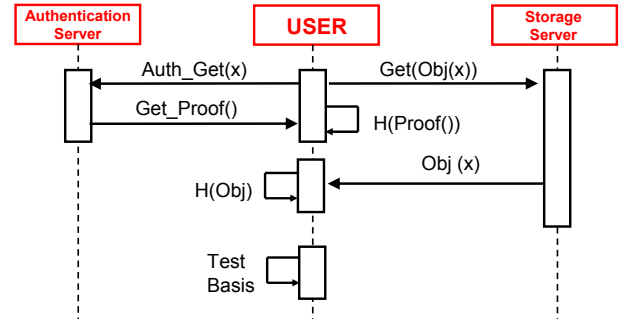 Authentication
Server
USER
Storage
Server
Auth_Get(x)
Get(Obj(x))
Get_Proof()
H(Proof())
Obj (x)
H(Obj)
Test
Basis